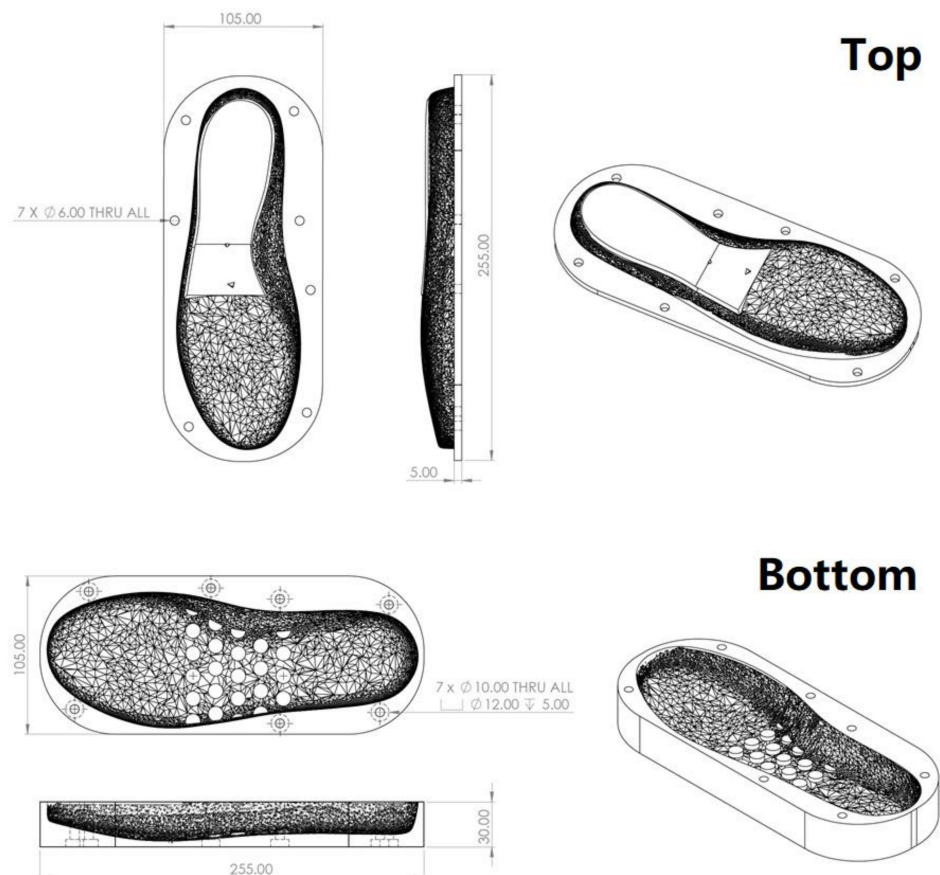 105.00
Top
7 X ∅6.00 THRU ALL
255.00
5.00
Bottom
105.00
7 x ∅10.00 THRU ALL
⌴ ∅12.00 ↧ 5.00
30.00
255.00